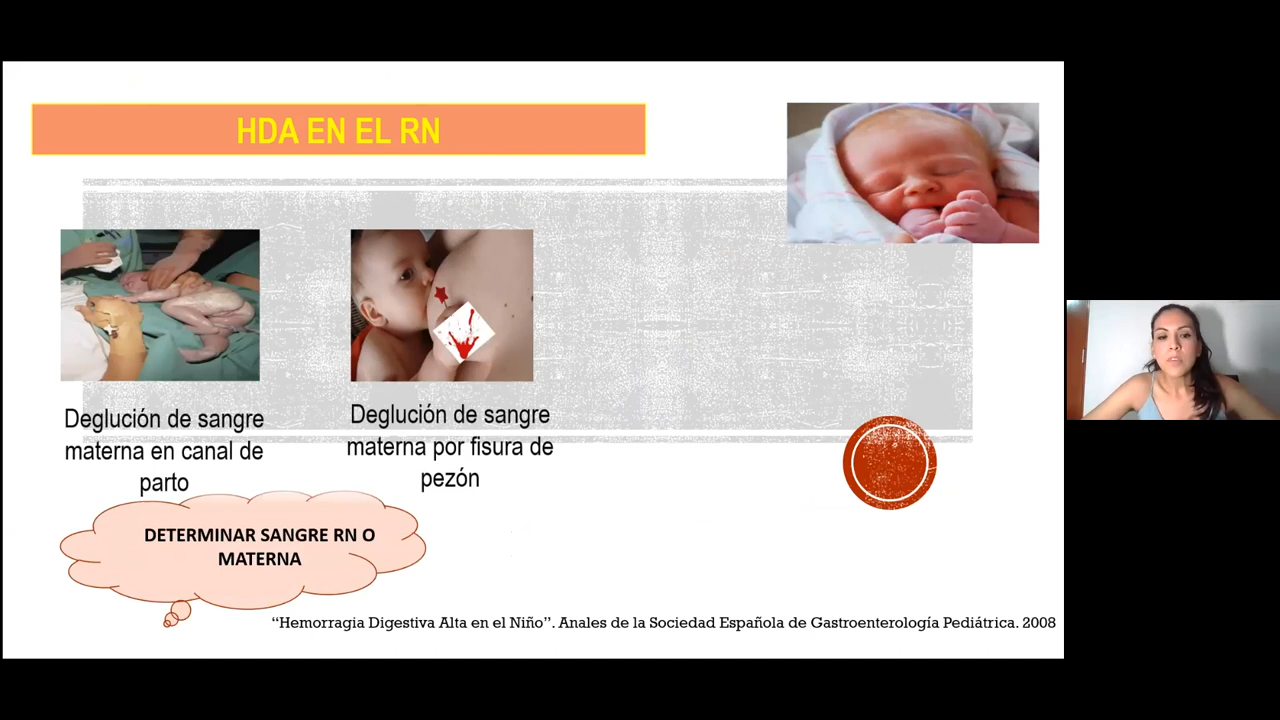 HDA EN EL RN
Deglución de sangre
materna en canal de
parto
Deglución de sangre
materna por fisura de
pezón
DETERMINAR SANGRE RN O
MATERNA
“Hemorragia Digestiva Alta en el Niño”. Anales de la Sociedad Española de Gastroenterología Pediátrica. 2008